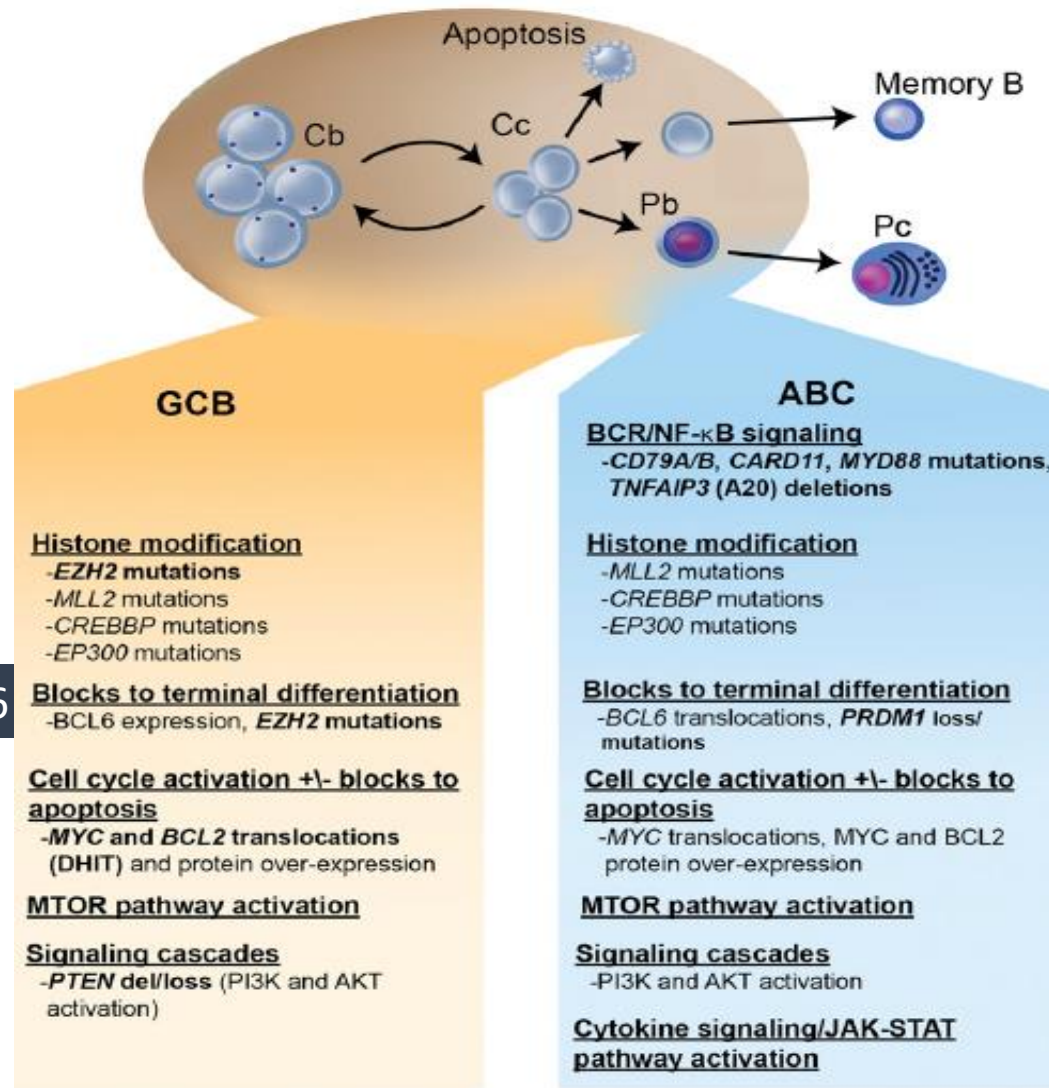 Apoptosis
Memory B
Cb
Cc
Pb
Pc
GCB
Histone modification
-EZH2 mutations
-MLL2 mutations
-CREBBP mutations
-EP300 mutations
6
Blocks to terminal differentiation
-BCL6 expression, EZH2 mutations
Cell cycle activation +\- blocks to
apoptosis
-MYC and BCL2 translocations
(DHIT) and protein over-expression
MTOR pathway activation
Signaling cascades
-PTEN del/loss (PI3K and AKT
activation)
ABC
BCR/NF-κB signaling
-CD79A/B, CARD11, MYD88 mutations,
TNFAIP3 (A20) deletions
Histone modification
-MLL2 mutations
-CREBBP mutations
-EP300 mutations
Blocks to terminal differentiation
-BCL6 translocations, PRDM1 loss/
mutations
Cell cycle activation +\- blocks to
apoptosis
-MYC translocations, MYC and BCL2
protein over-expression
MTOR pathway activation
Signaling cascades
-PI3K and AKT activation
Cytokine signaling/JAK-STAT
pathway activation